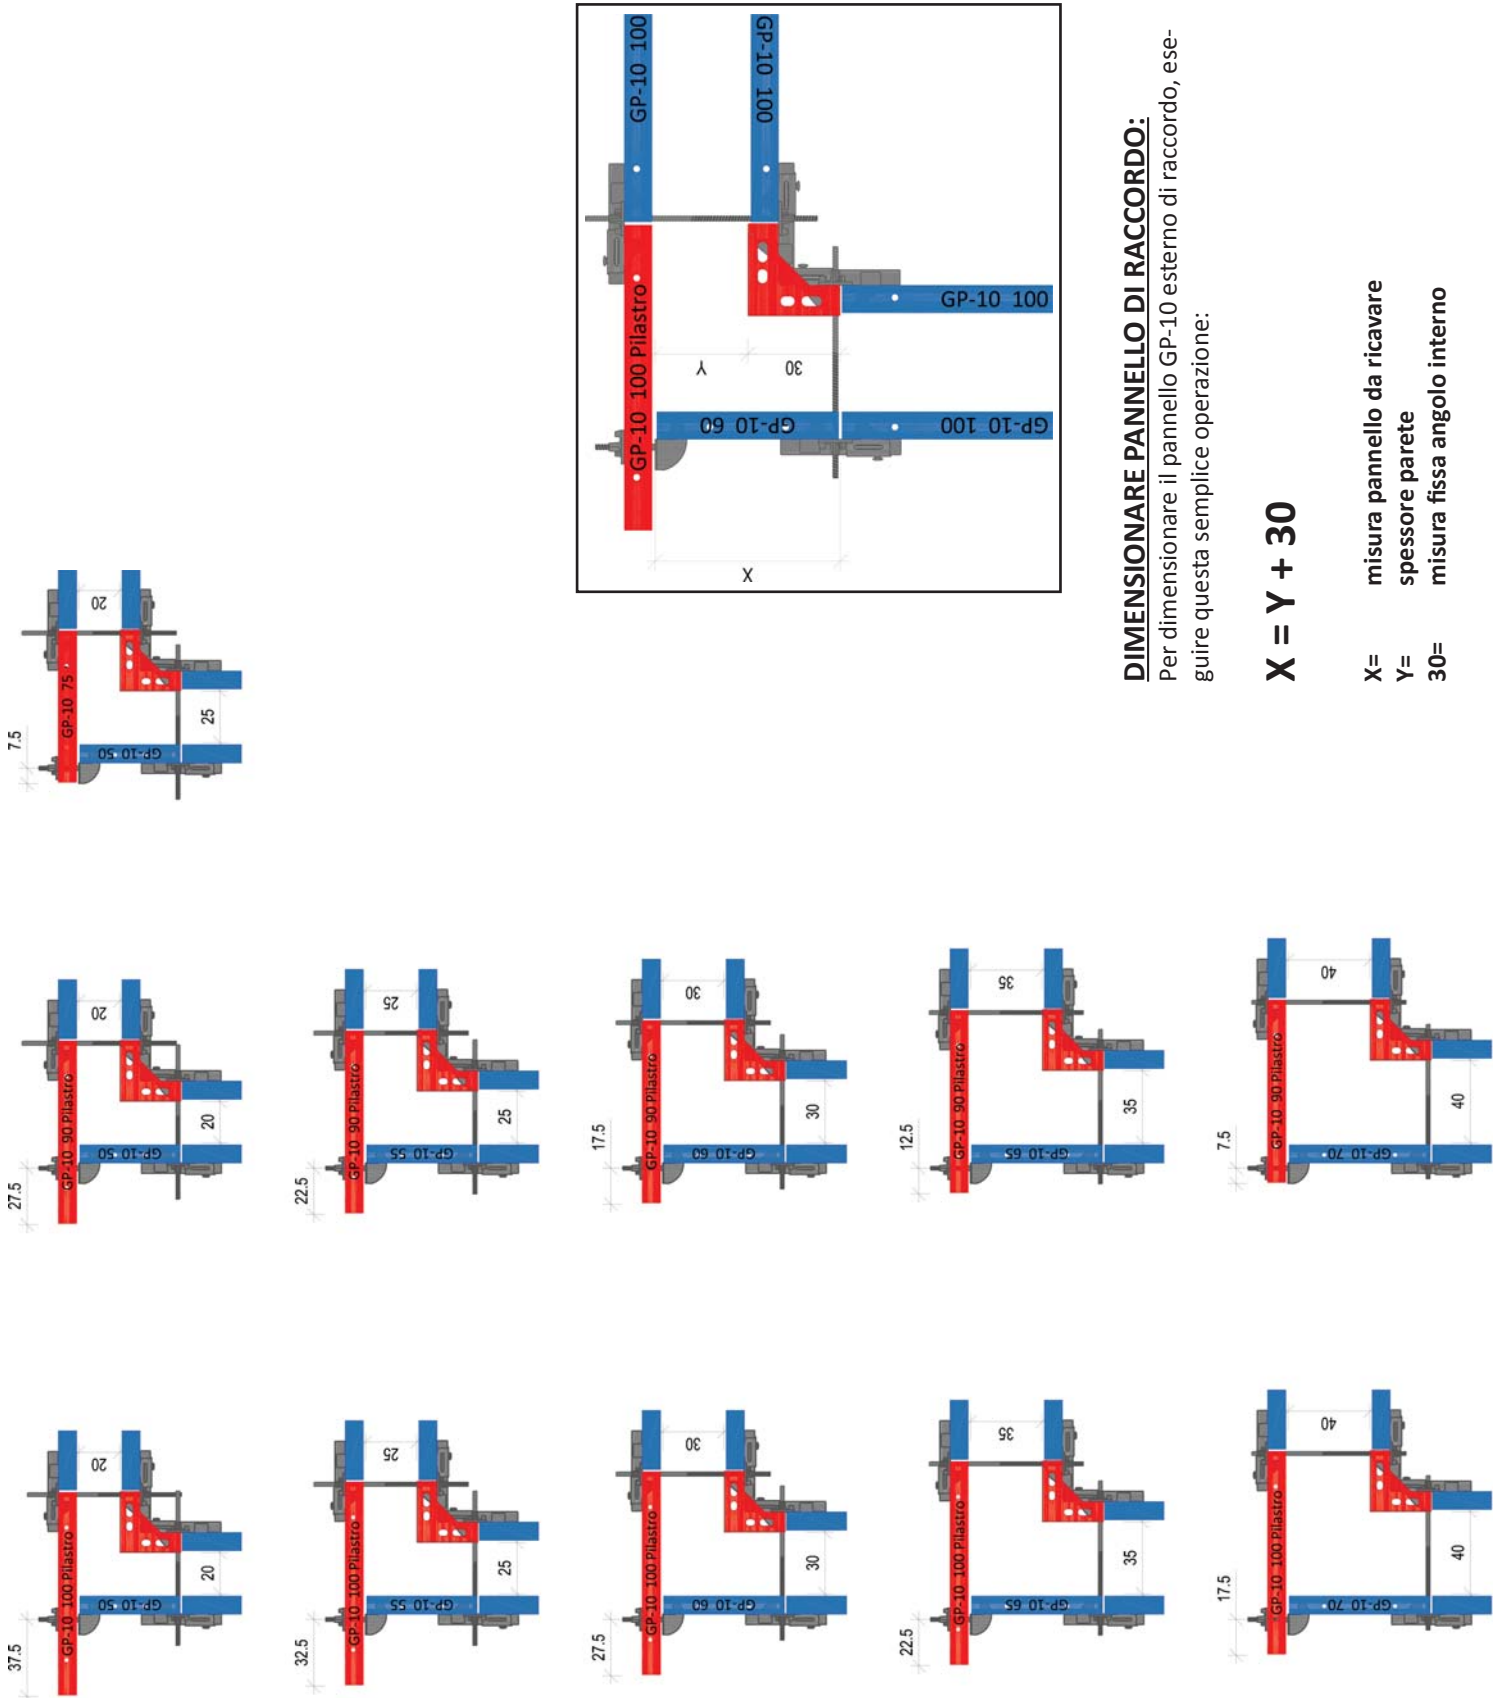 37.5
GP-10 100 Pilastro
GP-10 50
20
20
32.5
GP-10 100 Pilastro
GP-10 55
25
25
27.5
GP-10 100 Pilastro
GP-10 60
30
30
22.5
GP-10 100 Pilastro
GP-10 65
35
35
17.5
GP-10 100 Pilastro
GP-10 70
40
40
27.5
GP-10 90 Pilastro
GP-10 50
20
20
22.5
GP-10 90 Pilastro
GP-10 55
25
25
17.5
GP-10 90 Pilastro
GP-10 60
30
30
12.5
GP-10 90 Pilastro
GP-10 65
35
35
7.5
GP-10 90 Pilastro
GP-10 70
40
40
7.5
GP-10 75
GP-10 50
25
20
GP-10 100 Pilastro
GP-10 100
GP-10 100
GP-10 60
GP-10 100
GP-10 100
X
Y
30
DIMENSIONARE PANNELLO DI RACCORDO:
Per dimensionare il pannello GP-10 esterno di raccordo, ese-
guire questa semplice operazione:
X = Y + 30
X= misura pannello da ricavare
Y= spessore parete
30= misura fissa angolo interno